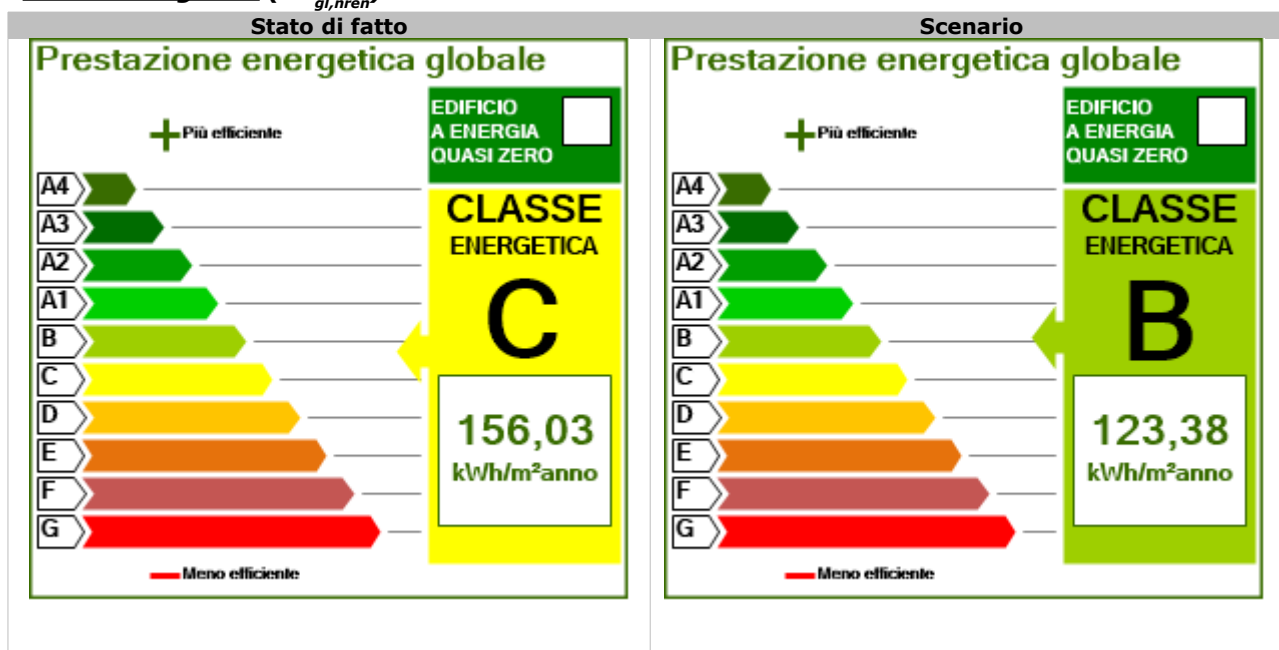 gl,nren
Stato di fatto
Prestazione energetica globale
Più efficiente
EDIFICIO
A ENERGIA
QUASI ZERO
A4
A3
A2
A1
B
C
D
E
F
G
CLASSE
ENERGETICA
C
156,03
kWh/m²anno
Meno efficiente
Scenario
Prestazione energetica globale
Più efficiente
EDIFICIO
A ENERGIA
QUASI ZERO
A4
A3
A2
A1
B
C
D
E
F
G
CLASSE
ENERGETICA
B
123,38
kWh/m²anno
Meno efficiente